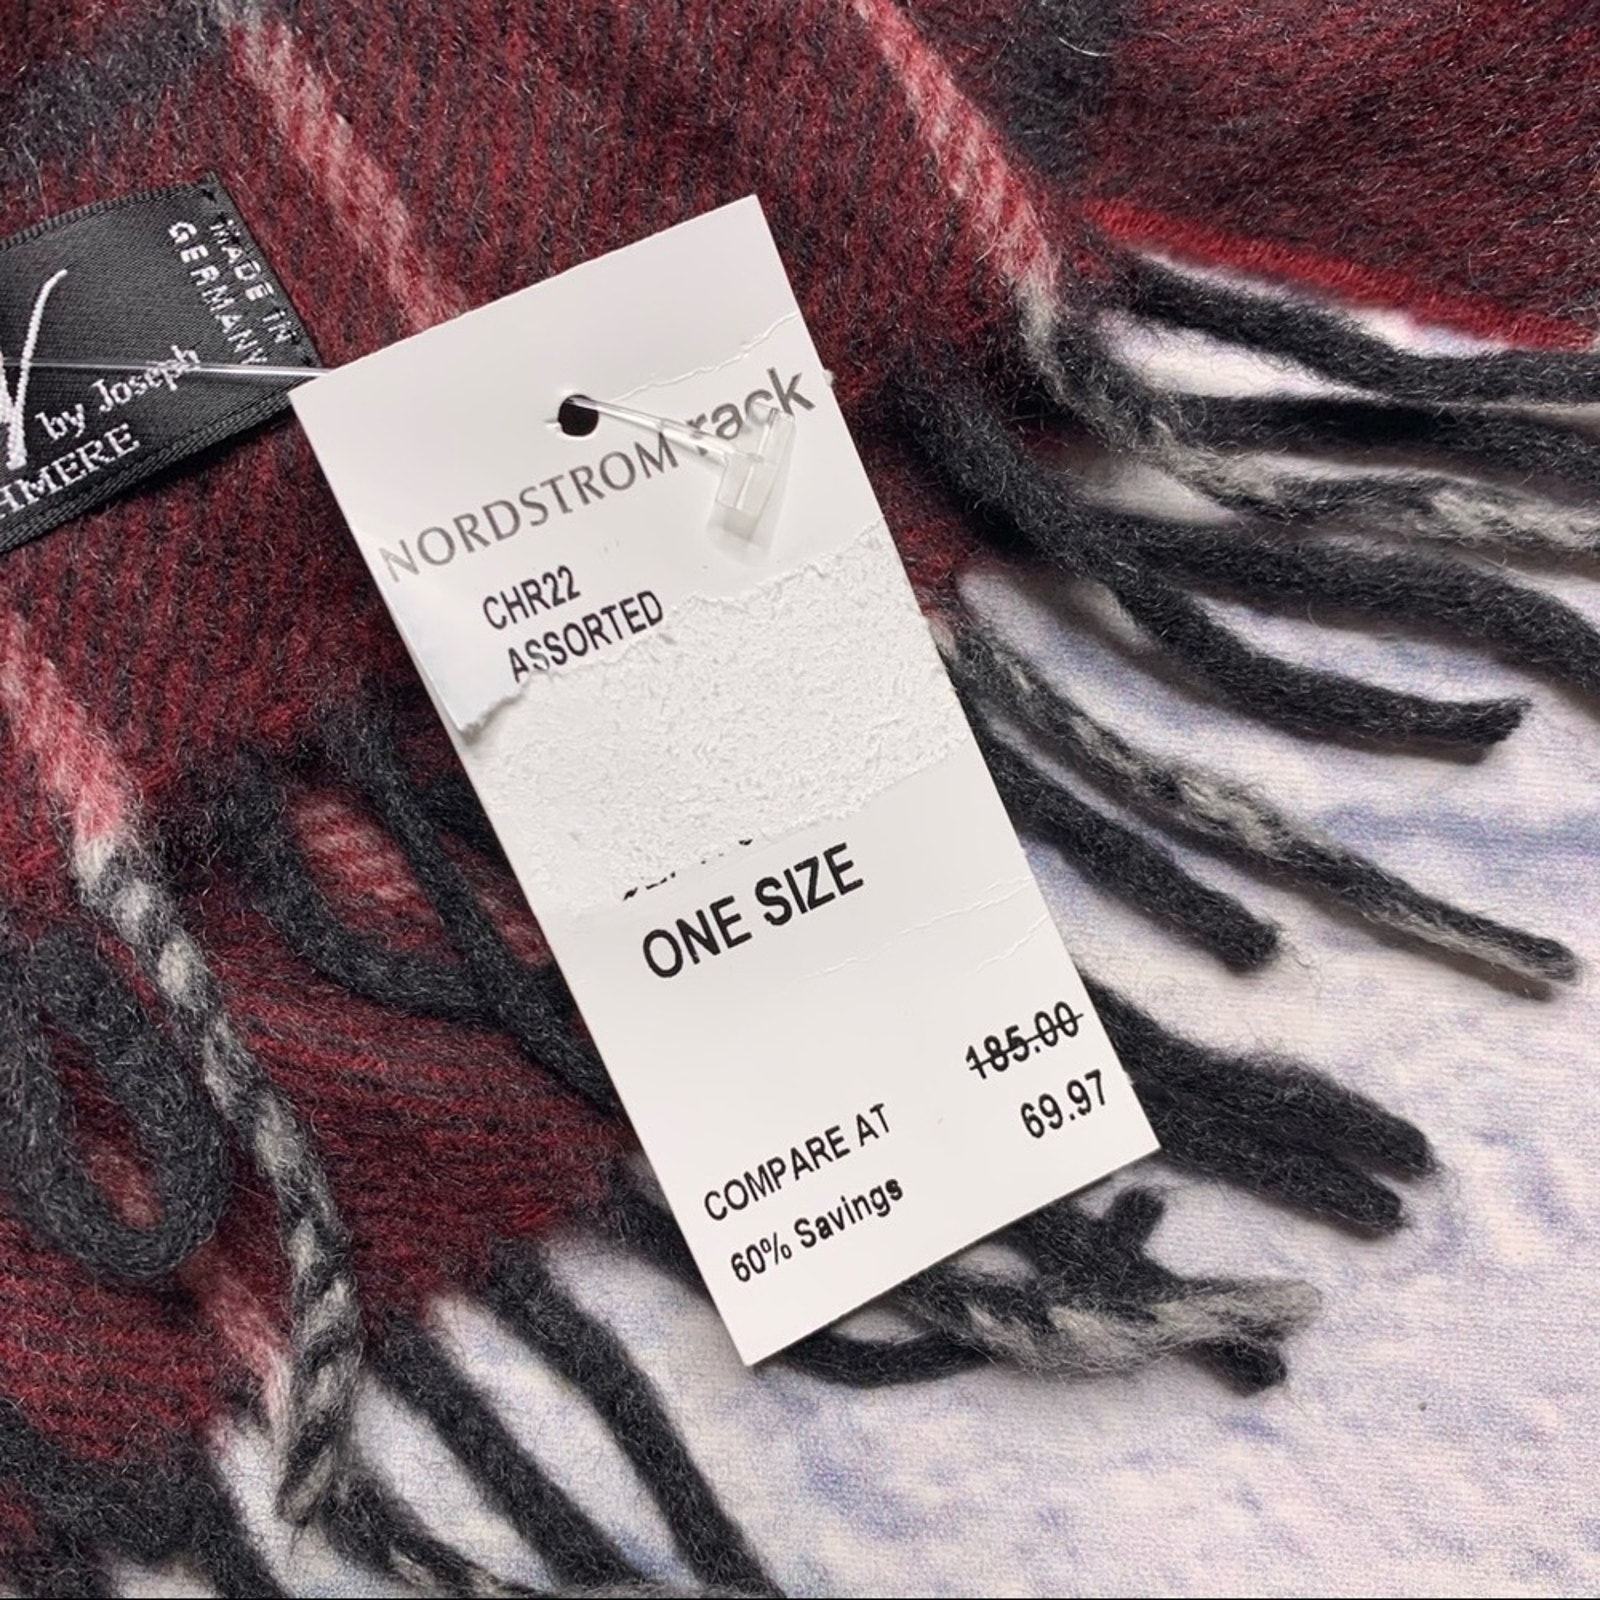 MADE IN
GERMANY
by Joseph
NORDSTROM rack
CHR22
ASSORTED
ONE SIZE
185.00
COMPARE AT 69.97
60% Savings